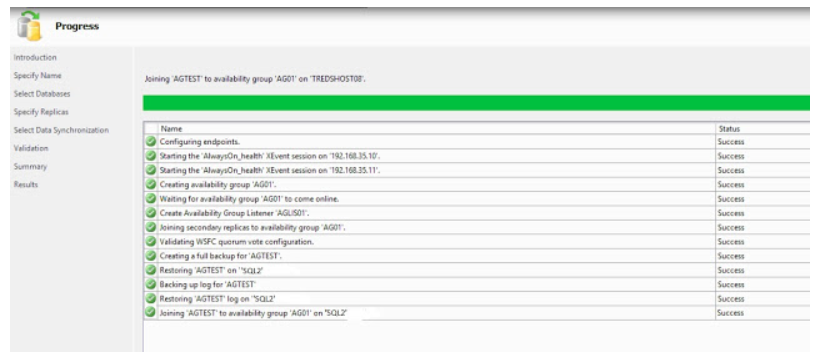 Progress
Introduction
Specify Name
Select Databases
Specify Replicas
Select Data Synchronization
Validation
Summary
Results
Joining 'AGTEST' to availability group 'AG01' on 'TREDSHOST08'.
Name Status
Configuring endpoints. Success
Starting the 'AlwaysOn_health' XEvent session on '192.168.35.10'. Success
Starting the 'AlwaysOn_health' XEvent session on '192.168.35.11'. Success
Creating availability group 'AG01'. Success
Waiting for availability group 'AG01' to come online. Success
Create Availability Group Listener 'AGLIS01'. Success
Joining secondary replicas to availability group 'AG01'. Success
Validating WSFC quorum vote configuration. Success
Creating a full backup for 'AGTEST'. Success
Restoring 'AGTEST' on ''SQL2' Success
Backing up log for 'AGTEST' Success
Restoring 'AGTEST' log on ''SQL2' Success
Joining 'AGTEST' to availability group 'AG01' on 'SQL2' Success